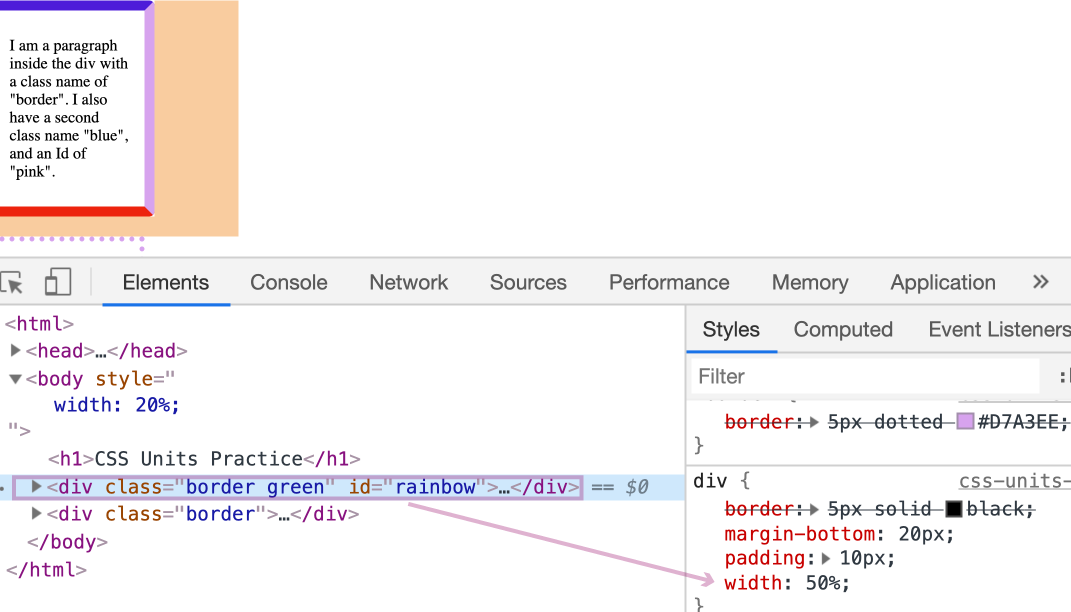 I am a paragraph
inside the div with
a class name of
"border". I also
have a second
class name "blue",
and an Id of
"pink".
Elements Console Network Sources Performance Memory Application »
<html>
<head>…</head>
<body style="
width: 20%;
">
<h1>CSS Units Practice</h1>
<div class="border green" id="rainbow">…</div> == $0
<div class="border">…</div>
</body>
</html>
Styles Computed Event Listeners
Filter
border: 5px dotted #D7A3EE;
}
div { css-units-
border: 5px solid black;
margin-bottom: 20px;
padding: 10px;
width: 50%;
}